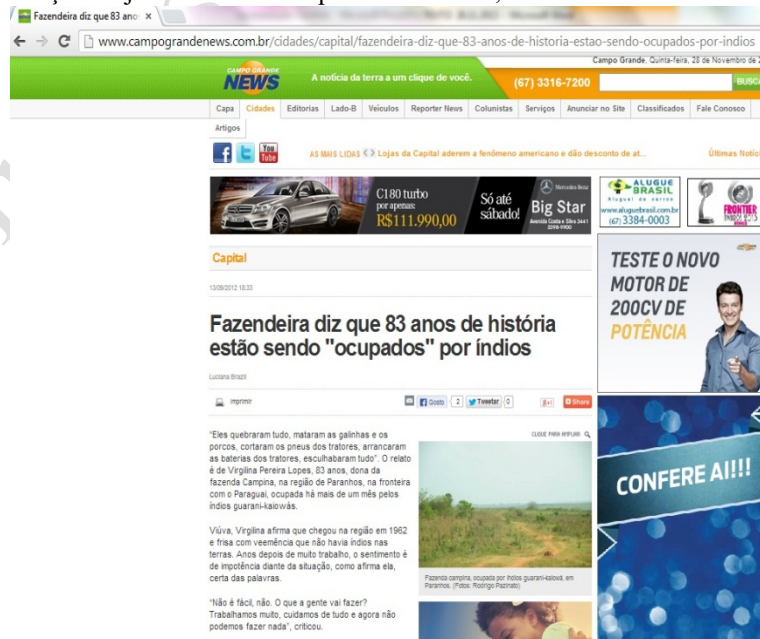 Fazendeira diz que 83 ano
www.campograndenews.com.br/cidades/capital/fazendeira-diz-que-83-anos-de-historia-estao-sendo-ocupados-por-indios
Campo Grande, Quinta-feira, 28 de Novembro de 2
CAMPO GRANDE
NEWS
A notícia da terra a um clique de você.
(67) 3316-7200
BUSCA
Capa Cidades Editorias Lado-B Veículos Reporter News Colunistas Serviços Anunciar no Site Classificados Fale Conosco
Artigos
You
Tube
AS MAIS LIDAS Lojas da Capital aderem a fenômeno americano e dão desconto de at...
Últimas Notíci
C180 turbo
por apenas:
R$111.990,00
Só até
sábado!
Mercedes-Benz
Big Star
ALUGUE
BRASIL
Aluguel de carros
www.aluguebrasil.com.br
(67) 3384-0003
FRONTIER
TESTE O NOVO
MOTOR DE
200CV DE
POTÊNCIA
Capital
13/09/2012 18:33
Fazendeira diz que 83 anos de história
estão sendo "ocupados" por índios
Luciana Brazil
imprimir
Gosto 2 Tweetar 0 +1 Share
"Eles quebraram tudo, mataram as galinhas e os
porcos, cortaram os pneus dos tratores, arrancaram
as baterias dos tratores, esculhabaram tudo". O relato
é de Virgilina Pereira Lopes, 83 anos, dona da
fazenda Campina, na região de Paranhos, na fronteira
com o Paraguai, ocupada há mais de um mês pelos
índios guarani-kaiowás.
Viúva, Virgilina afirma que chegou na região em 1962
e frisa com veemência que não havia índios nas
terras. Anos depois de muito trabalho, o sentimento é
de impotência diante da situação, como afirma ela,
certa das palavras.
"Não é fácil, não. O que a gente vai fazer?
Trabalhamos muito, cuidamos de tudo e agora não
podemos fazer nada", criticou.
CLIQUE PARA AMPLIAR
Fazenda campina, ocupada por índios guarani-kaiowá, em
Paranhos. (Fotos: Rodrigo Pazinato)
CONFERE AI!!!